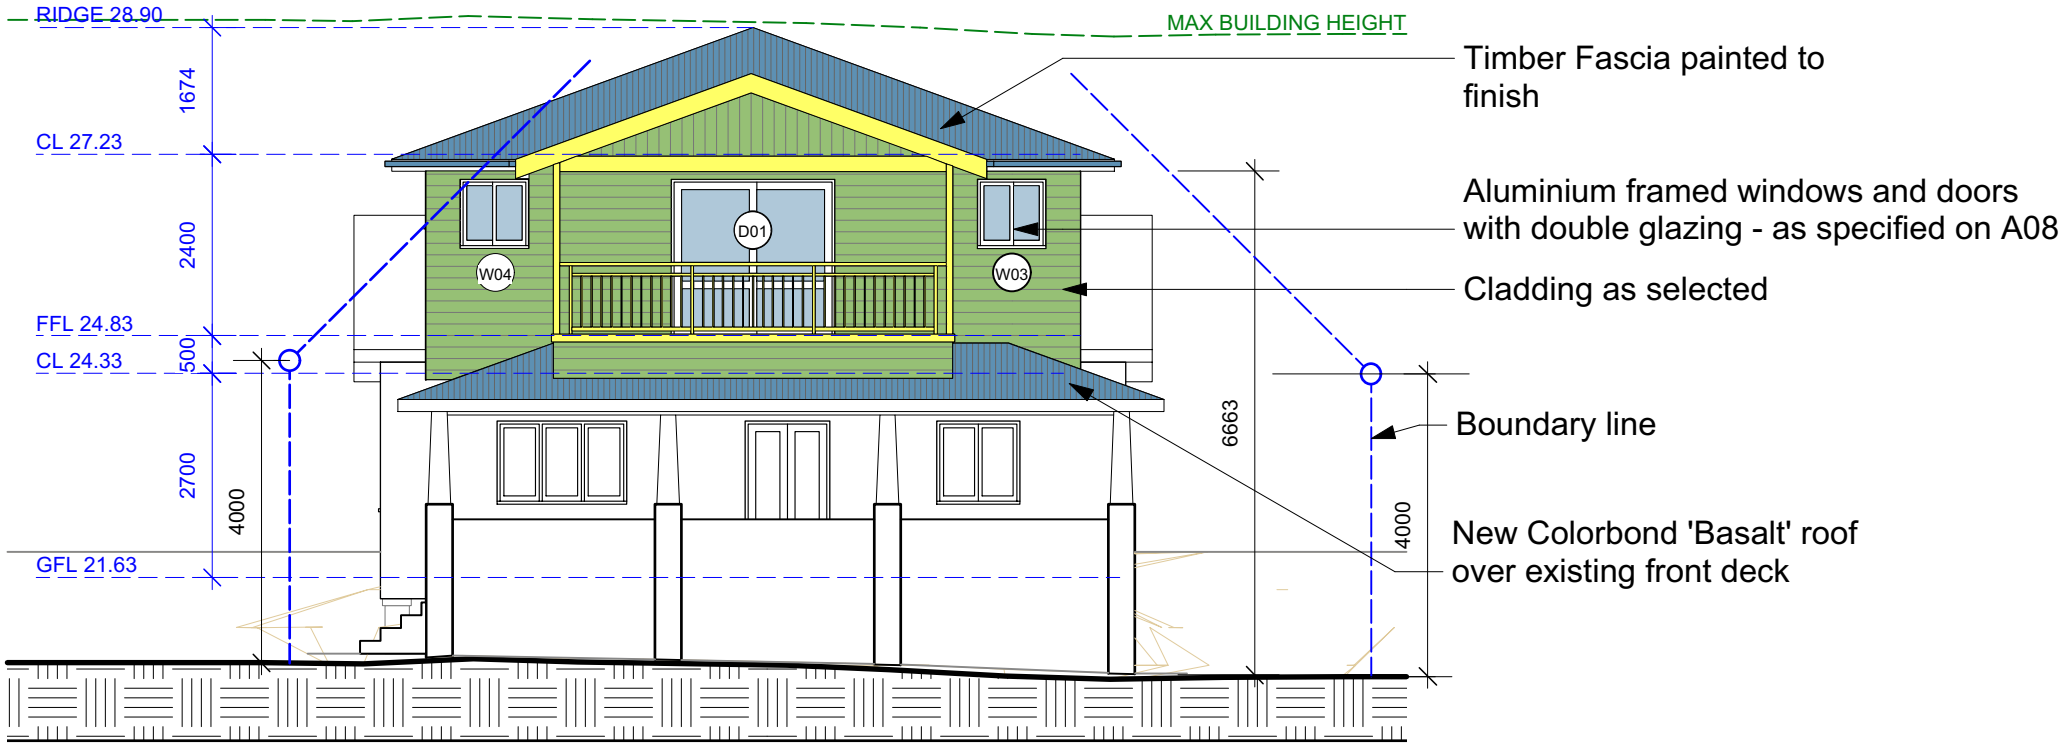 RIDGE 28.90
MAX BUILDING HEIGHT
Timber Fascia painted to
finish
1674
CL 27.23
Aluminium framed windows and doors
with double glazing - as specified on A08
2400
D01
W04
W03
Cladding as selected
FFL 24.83
500
CL 24.33
6663
Boundary line
2700
4000
4000
New Colorbond 'Basalt' roof
over existing front deck
GFL 21.63